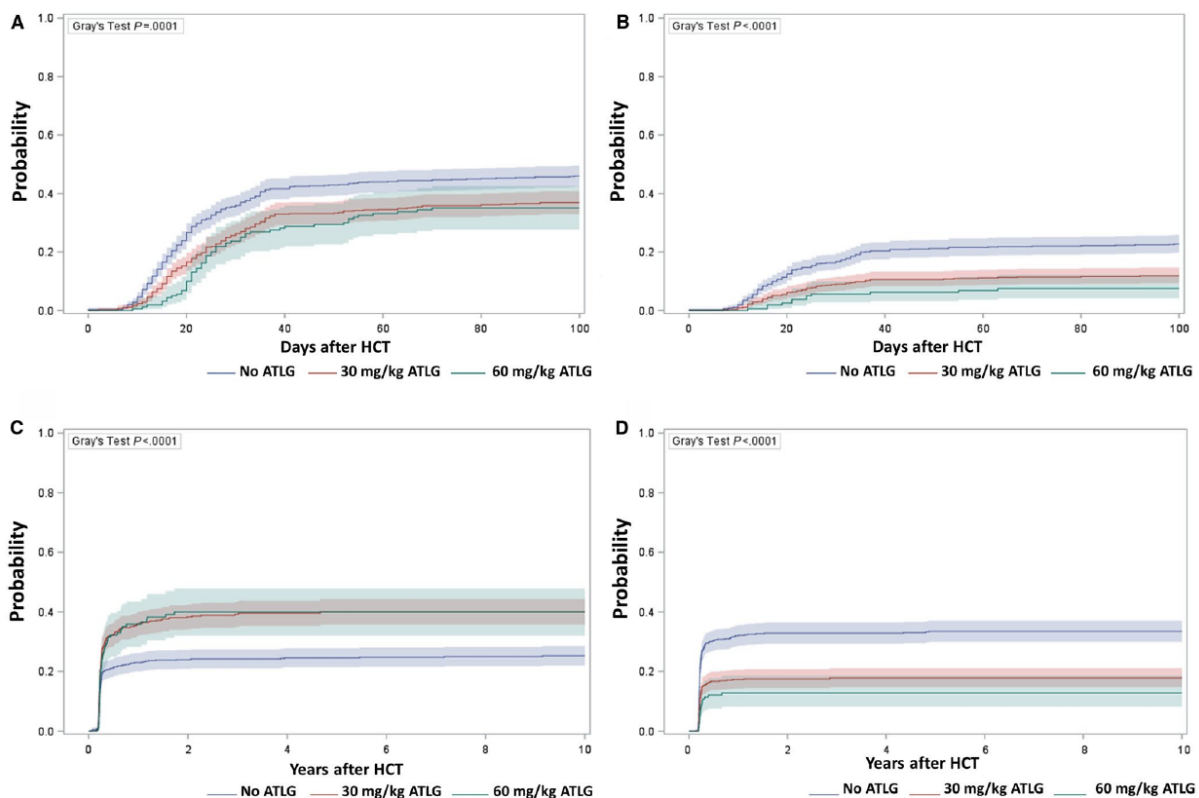 A
Gray's Test P=.0001
Probability
1.0
0.8
0.6
0.4
0.2
0.0
0 20 40 60 80 100
Days after HCT
No ATLG 30 mg/kg ATLG 60 mg/kg ATLG
B
Gray's Test P<.0001
Probability
1.0
0.8
0.6
0.4
0.2
0.0
0 20 40 60 80 100
Days after HCT
No ATLG 30 mg/kg ATLG 60 mg/kg ATLG
C
Gray's Test P<.0001
Probability
1.0
0.8
0.6
0.4
0.2
0.0
0 2 4 6 8 10
Years after HCT
No ATLG 30 mg/kg ATLG 60 mg/kg ATLG
D
Gray's Test P<.0001
Probability
1.0
0.8
0.6
0.4
0.2
0.0
0 2 4 6 8 10
Years after HCT
No ATLG 30 mg/kg ATLG 60 mg/kg ATLG